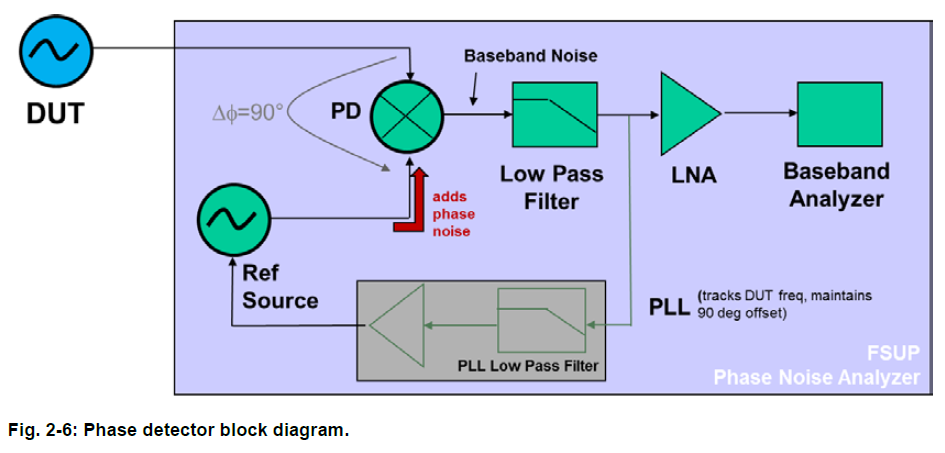 DUT
Δϕ=90°
PD
Baseband Noise
Low Pass
Filter
LNA
Baseband
Analyzer
adds
phase
noise
Ref
Source
PLL (tracks DUT freq, maintains
90 deg offset)
PLL Low Pass Filter
FSUP
Phase Noise Analyzer
Fig. 2-6: Phase detector block diagram.